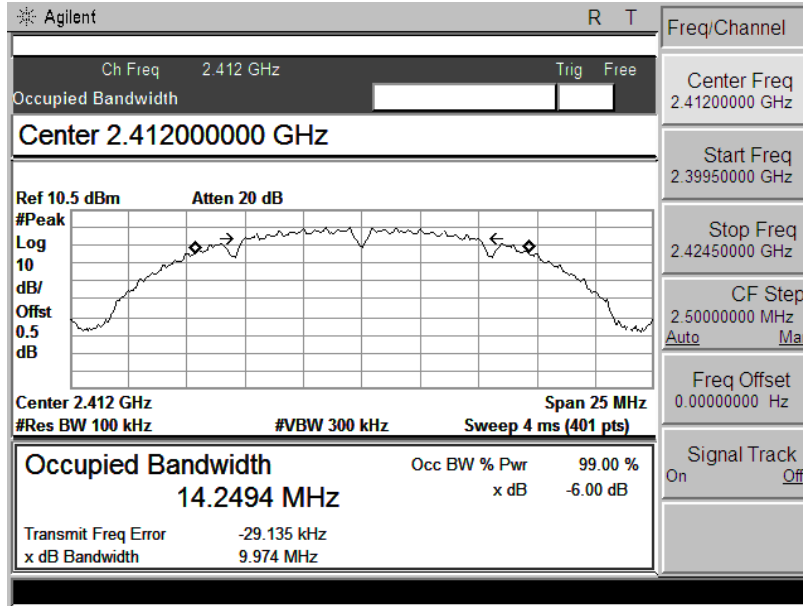 Agilent R T
Freq/Channel
Ch Freq 2.412 GHz Trig Free
Occupied Bandwidth
Center 2.412000000 GHz
Ref 10.5 dBm Atten 20 dB
#Peak
Log
10
dB/
Offst
0.5
dB
Center 2.412 GHz Span 25 MHz
#Res BW 100 kHz #VBW 300 kHz Sweep 4 ms (401 pts)
Occupied Bandwidth
14.2494 MHz
Occ BW % Pwr 99.00 %
x dB -6.00 dB
Transmit Freq Error -29.135 kHz
x dB Bandwidth 9.974 MHz
Center Freq
2.41200000 GHz
Start Freq
2.39950000 GHz
Stop Freq
2.42450000 GHz
CF Step
2.50000000 MHz
Auto Ma
Freq Offset
0.00000000 Hz
Signal Track
On Off